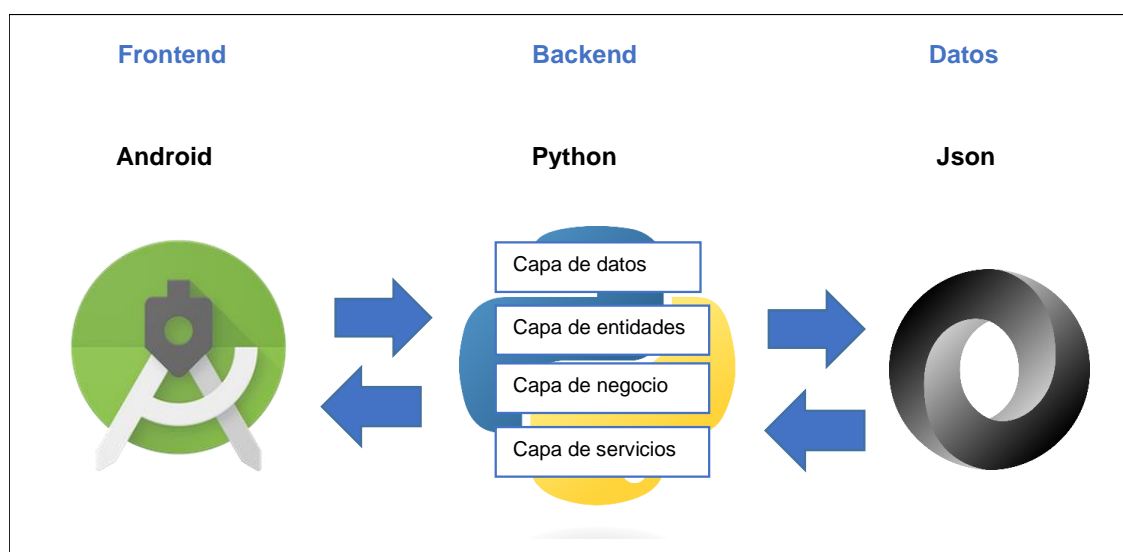 Frontend
Backend
Datos
Android
Python
Json
Capa de datos
Capa de entidades
Capa de negocio
Capa de servicios